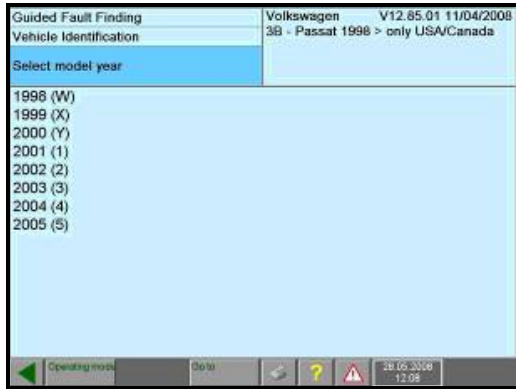 Guided Fault Finding
Volkswagen V12.85.01 11/04/2008
Vehicle Identification
3B - Passat 1998 > only USA/Canada
Select model year
1998 (W)
1999 (X)
2000 (Y)
2001 (1)
2002 (2)
2003 (3)
2004 (4)
2005 (5)
Operating mode
Go to
?
28.05.2008
12:08